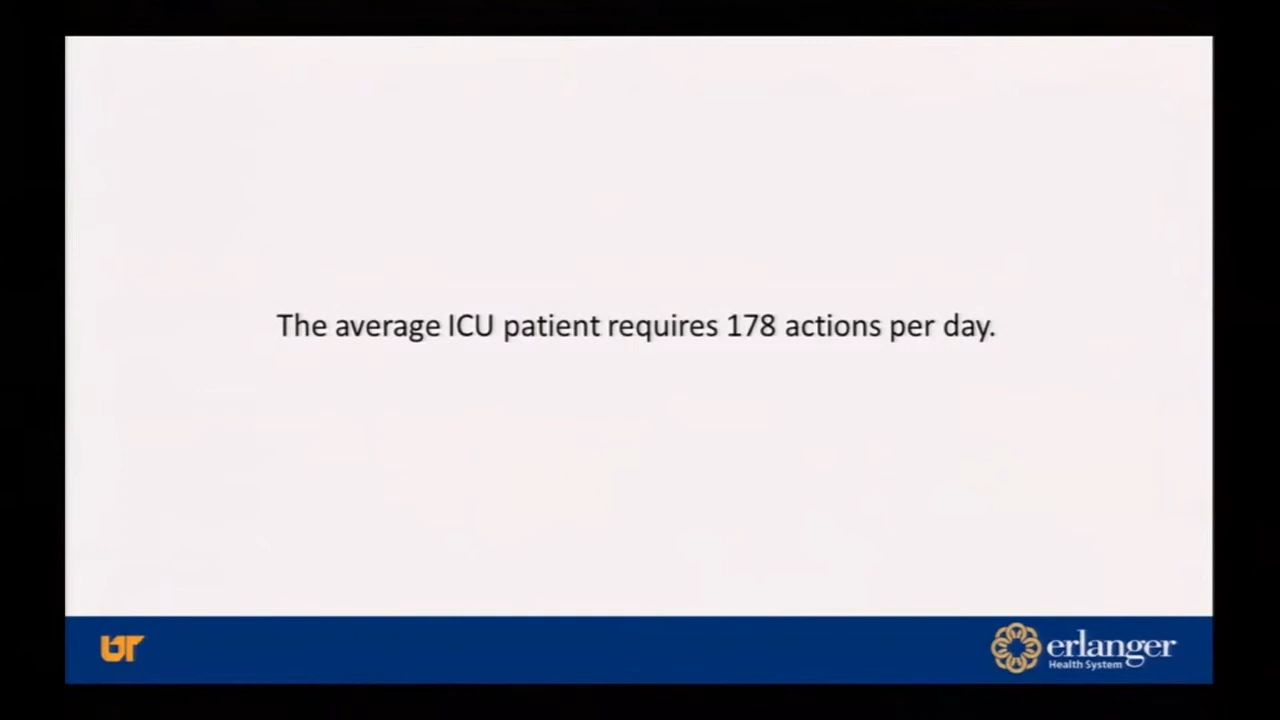 The average ICU patient requires 178 actions per day.
UT
erlanger
Health System